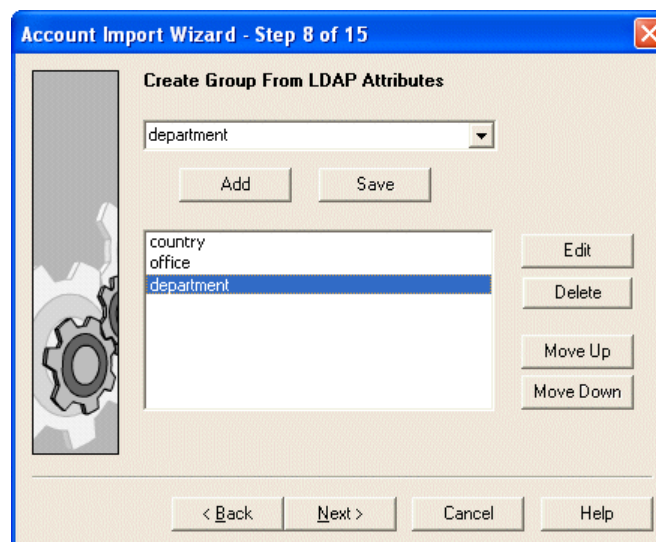 Account Import Wizard - Step 8 of 15
Create Group From LDAP Attributes
department
Add Save
country
office
department
Edit
Delete
Move Up
Move Down
< Back Next > Cancel Help